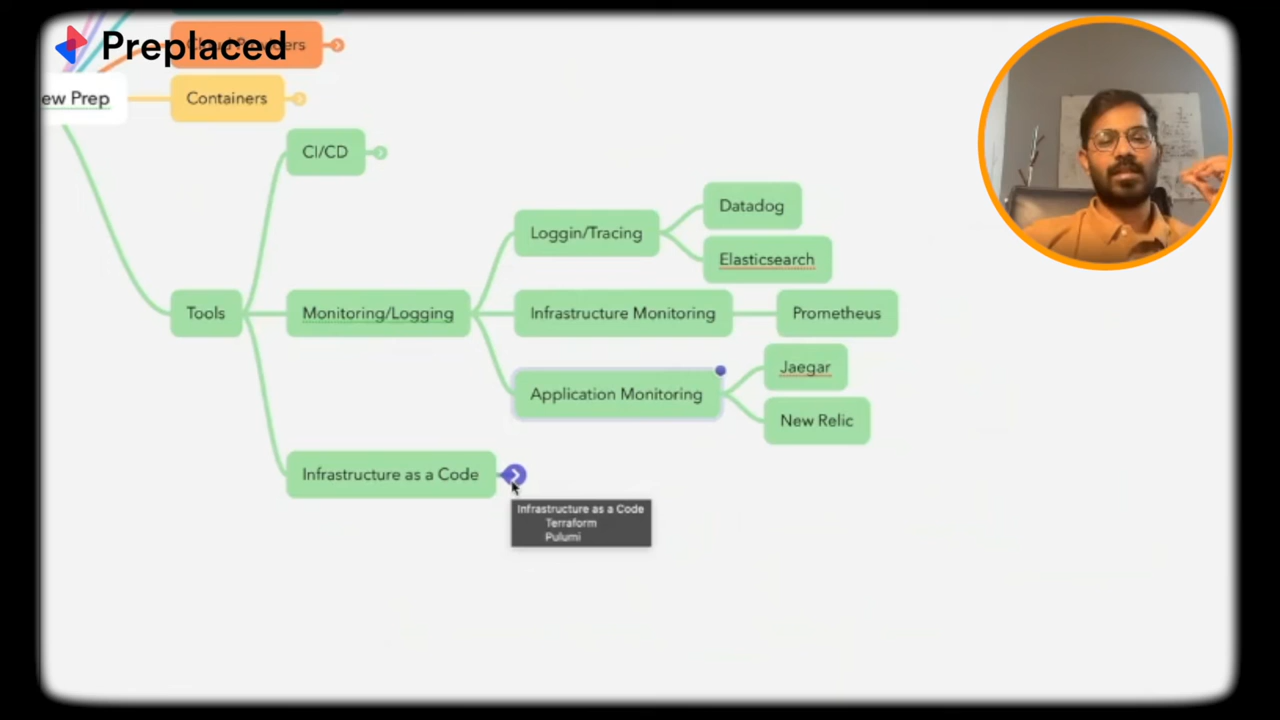 Preplaced
ers
ew Prep
Containers
CI/CD
Datadog
Loggin/Tracing
Elasticsearch
Tools
Monitoring/Logging
Infrastructure Monitoring
Prometheus
Jaegar
Application Monitoring
New Relic
Infrastructure as a Code
Infrastructure as a Code
Terraform
Pulumi